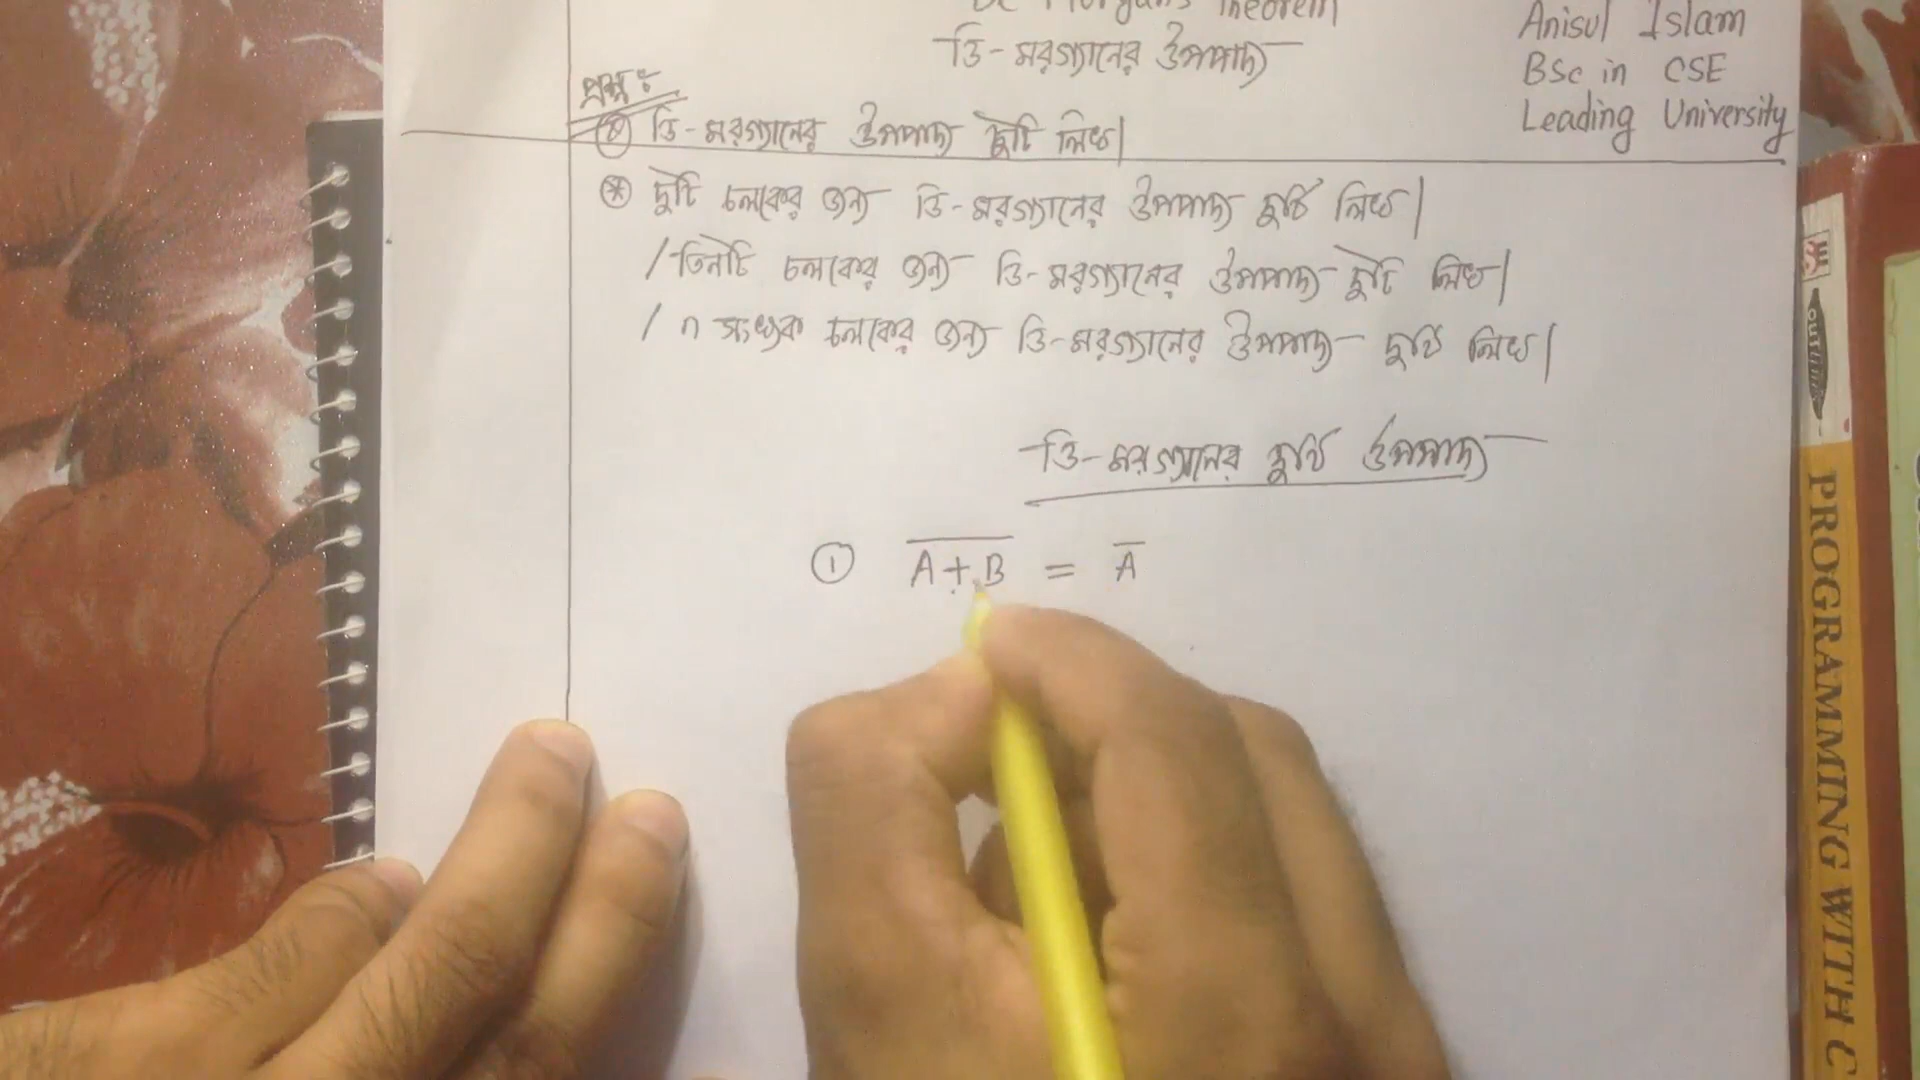 De Morgan's Theorem
ডি-মরগ্যানের উপপাদ্য
Anisul Islam
BSc in CSE
Leading University
প্রশ্ন:
* ডি-মরগ্যানের উপপাদ্য দুটি লিখ।
* দুটি চলকের জন্য ডি-মরগ্যানের উপপাদ্য দুটি লিখ।
/ তিনটি চলকের জন্য ডি-মরগ্যানের উপপাদ্য দুটি লিখ।
/ n সংখ্যক চলকের জন্য ডি-মরগ্যানের উপপাদ্য দুটি লিখ।
ডি-মরগ্যানের দুটি উপপাদ্য
① A̅ ̅+̅ ̅B̅ = A̅
PROGRAMMING WITH C
OUTLINES